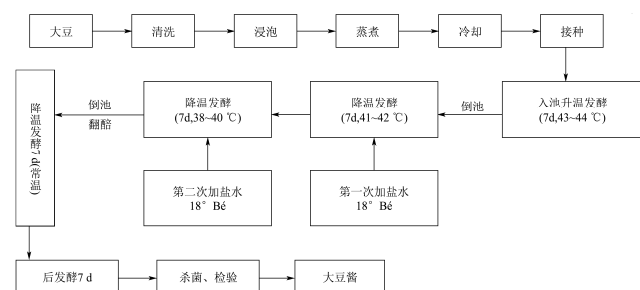 大豆
清洗
浸泡
蒸煮
冷却
接种
入池升温发酵
(7d,43~44 ℃)
倒池
降温发酵
(7d,41~42 ℃)
降温发酵
(7d,38~40 ℃)
倒池
翻醅
降温发酵7 d(常温)
第一次加盐水
18° Bé
第二次加盐水
18° Bé
后发酵7 d
杀菌、检验
大豆酱